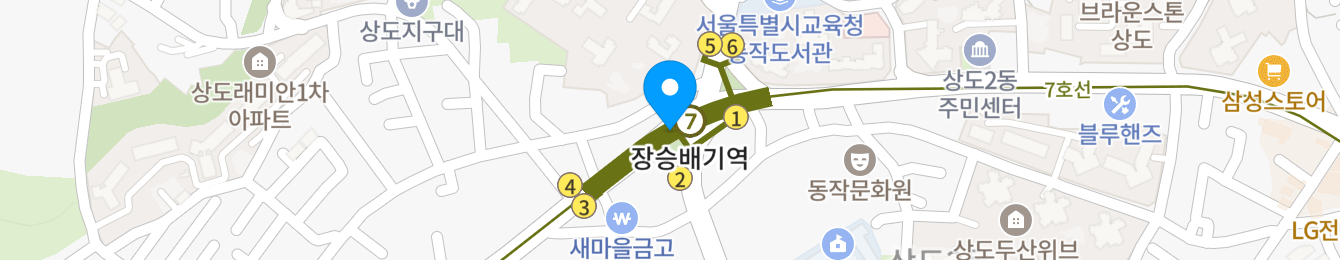 브라운스톤
상도
상도지구대
서울특별시교육청
동작도서관
5
6
상도래미안1차
아파트
상도2동
주민센터
7호선
삼성스토어
블루핸즈
7
1
장승배기역
2
동작문화원
4
3
새마을금고
상도두산위브
LG전